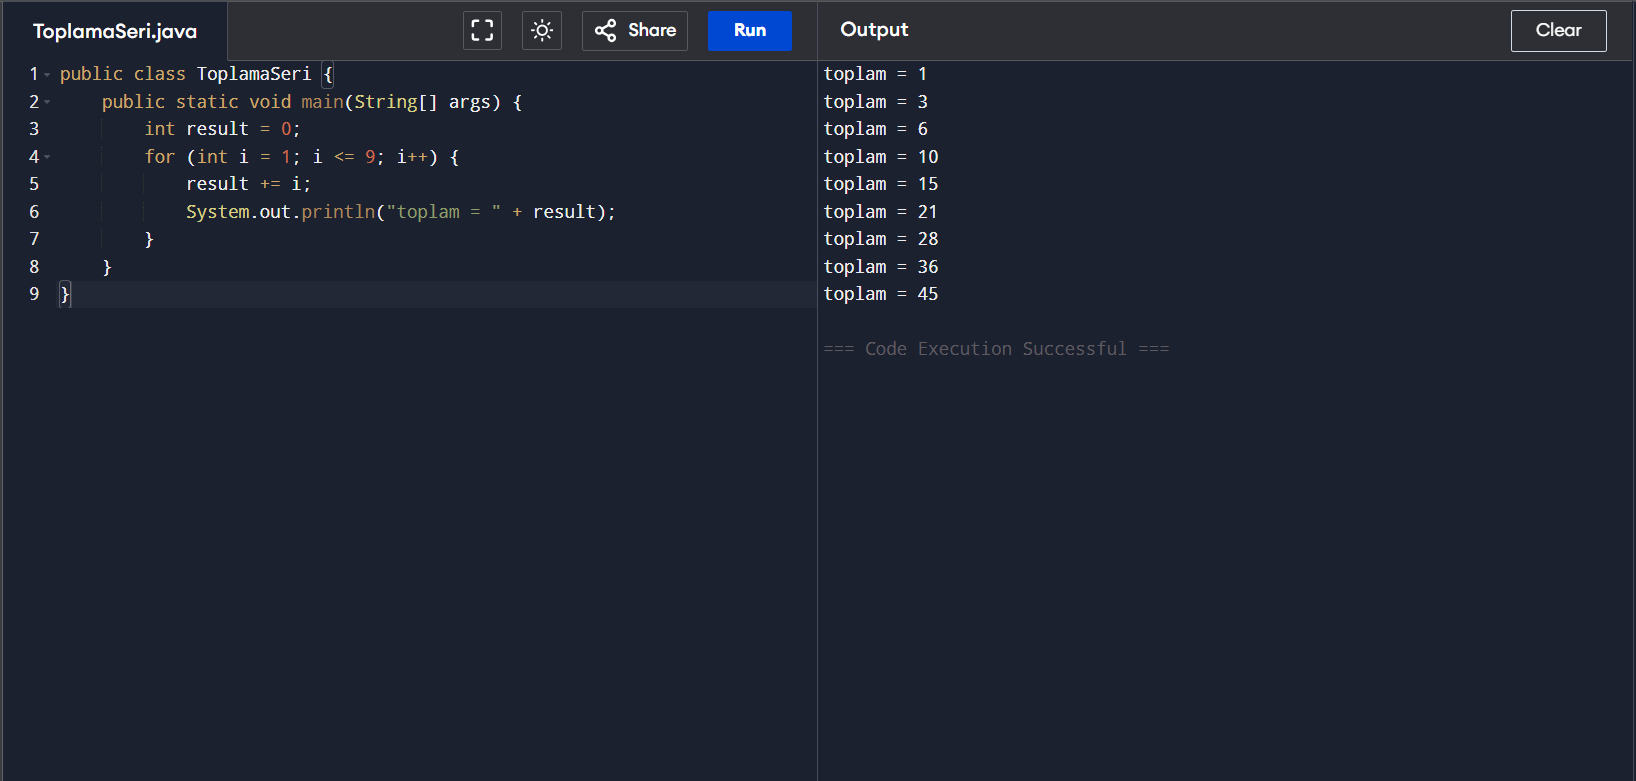 ToplamaSeri.java
Share
Run
Output
Clear
1 public class ToplamaSeri {
2     public static void main(String[] args) {
3         int result = 0;
4         for (int i = 1; i <= 9; i++) {
5             result += i;
6             System.out.println("toplam = " + result);
7         }
8     }
9 }
toplam = 1
toplam = 3
toplam = 6
toplam = 10
toplam = 15
toplam = 21
toplam = 28
toplam = 36
toplam = 45
=== Code Execution Successful ===